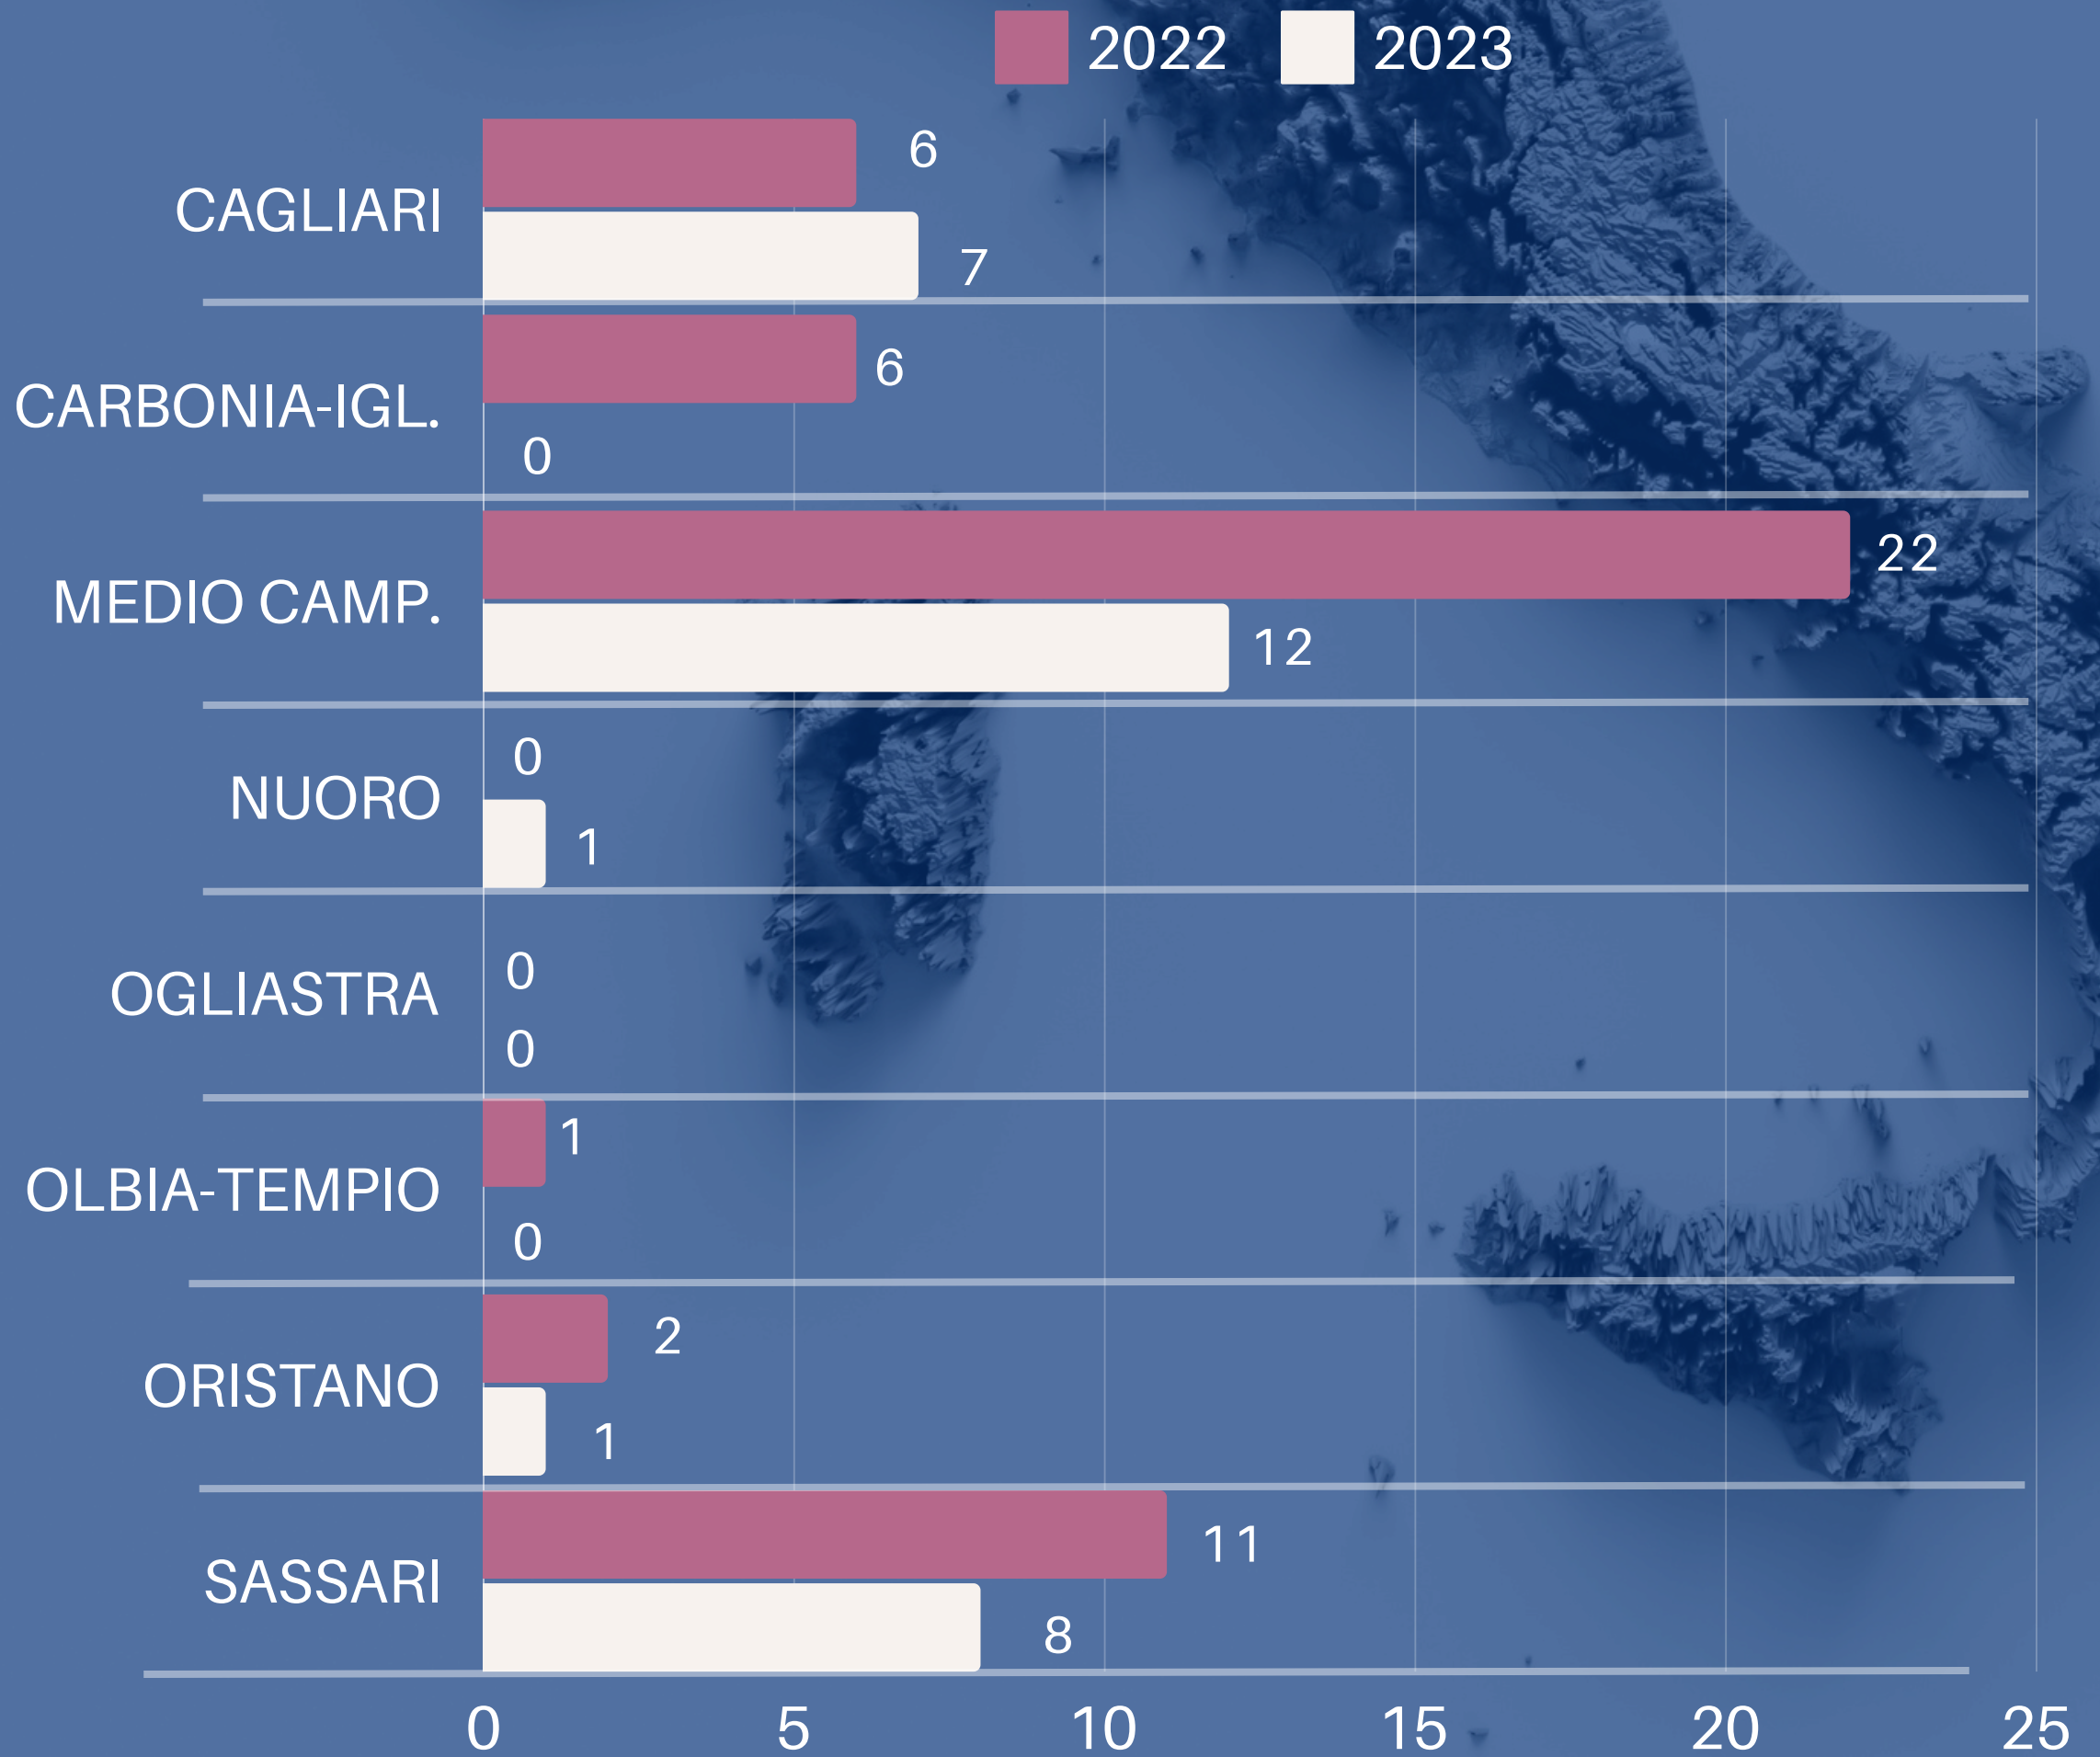 2022 2023
CAGLIARI
6
7
CARBONIA-IGL.
6
0
MEDIO CAMP.
22
12
NUORO
0
1
OGLIASTRA
0
0
OLBIA-TEMPIO
1
0
ORISTANO
2
1
SASSARI
11
8
0 5 10 15 20 25